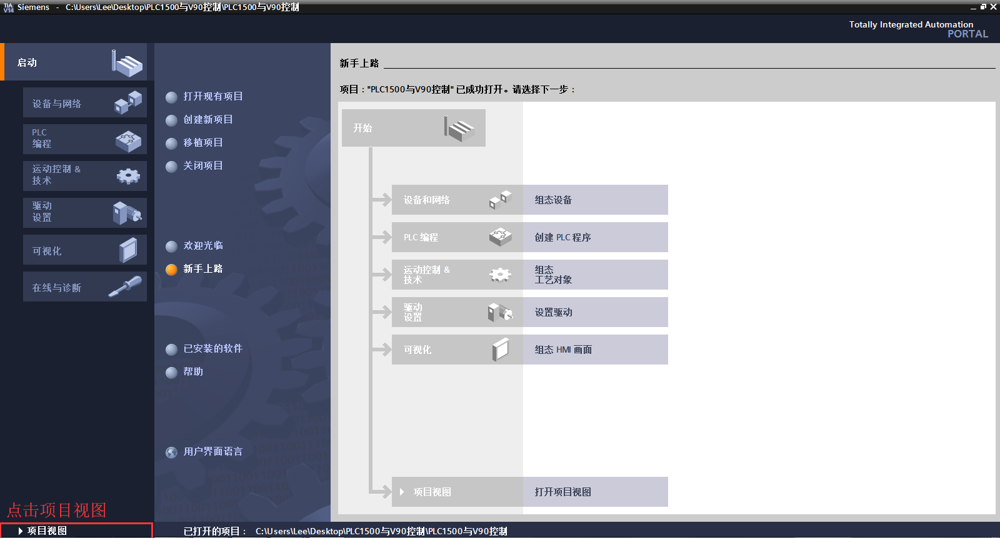 TIA
V14
Siemens - C:\Users\Lee\Desktop\PLC1500与V90控制\PLC1500与V90控制
Totally Integrated Automation
PORTAL
启动
设备与网络
PLC
编程
运动控制 &
技术
驱动
设置
可视化
在线与诊断
打开现有项目
创建新项目
移植项目
关闭项目
欢迎光临
新手上路
已安装的软件
帮助
用户界面语言
新手上路
项目："PLC1500与V90控制" 已成功打开。请选择下一步：
开始
设备和网络
组态设备
PLC 编程
创建 PLC 程序
运动控制 &
技术
组态
工艺对象
驱动
设置
设置驱动
可视化
组态 HMI 画面
项目视图
打开项目视图
点击项目视图
项目视图
已打开的项目： C:\Users\Lee\Desktop\PLC1500与V90控制\PLC1500与V90控制